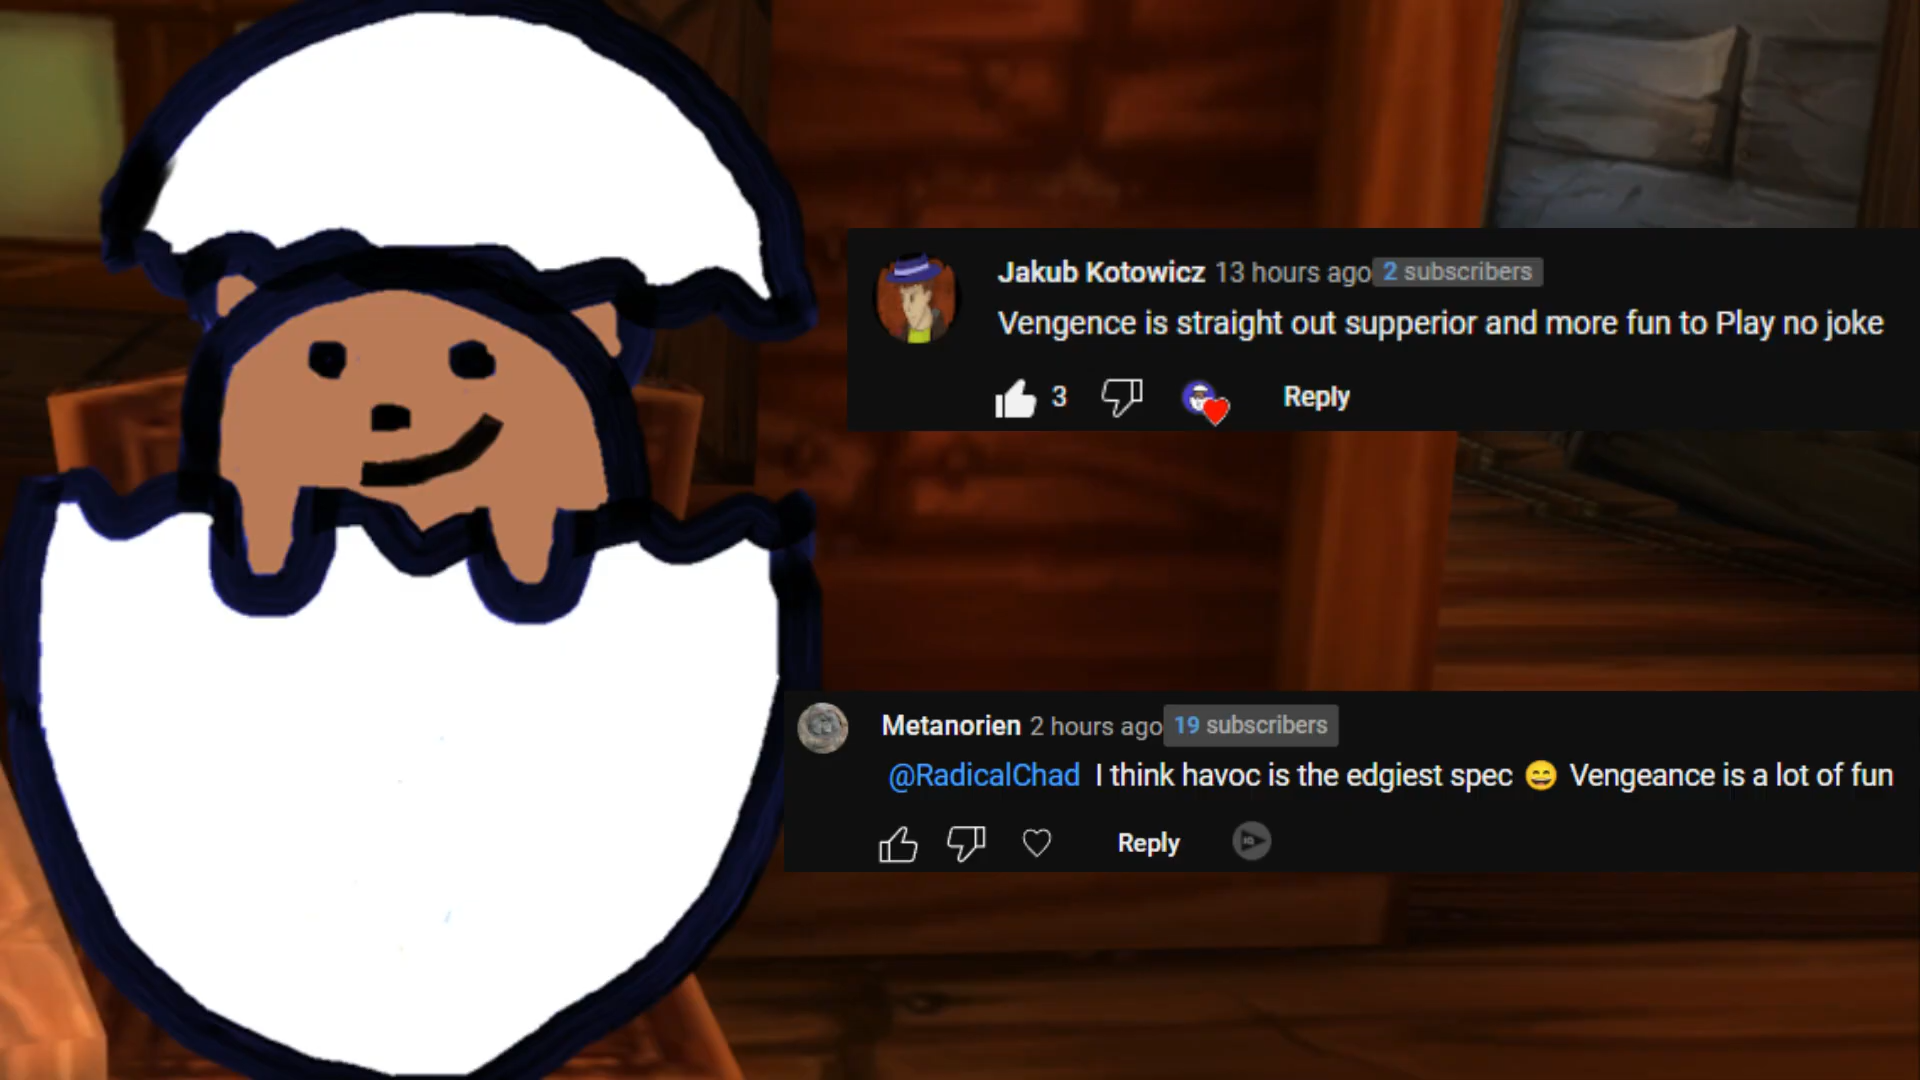 Jakub Kotowicz 13 hours ago 2 subscribers
Vengence is straight out supperior and more fun to Play no joke
3 Reply
Metanorien 2 hours ago 19 subscribers
@RadicalChad I think havoc is the edgiest spec 😄 Vengeance is a lot of fun
Reply